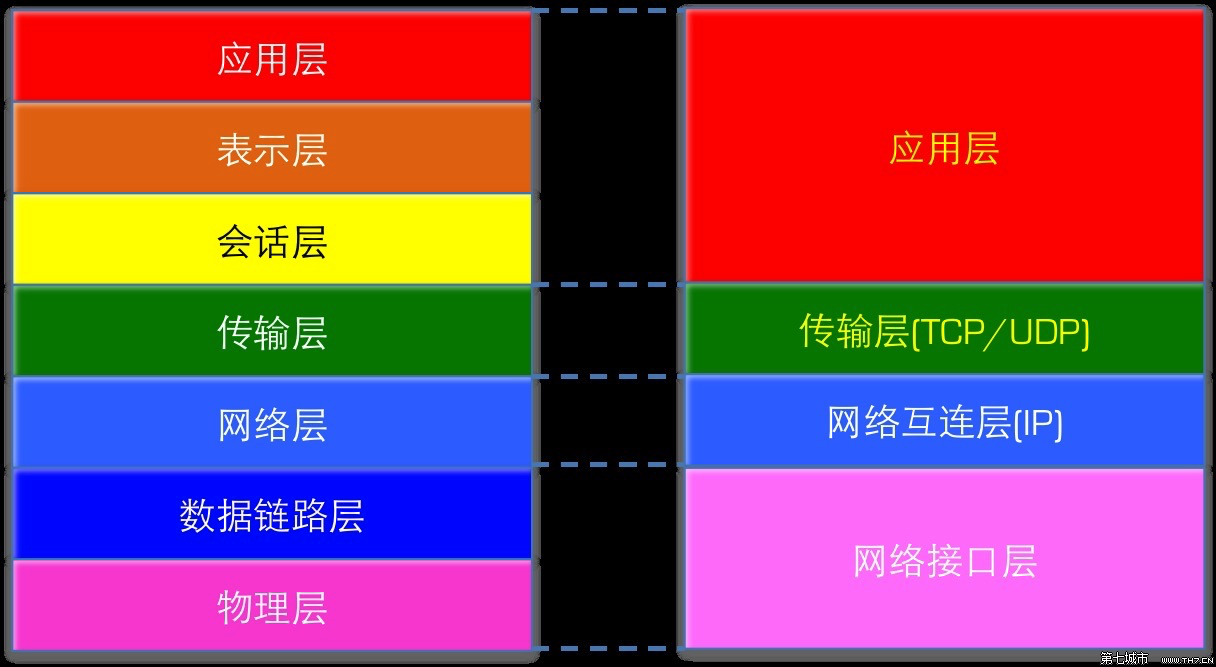 应用层
表示层
会话层
传输层
网络层
数据链路层
物理层
应用层
传输层(TCP/UDP)
网络互连层(IP)
网络接口层
第七城市 WWW.TH7.CN